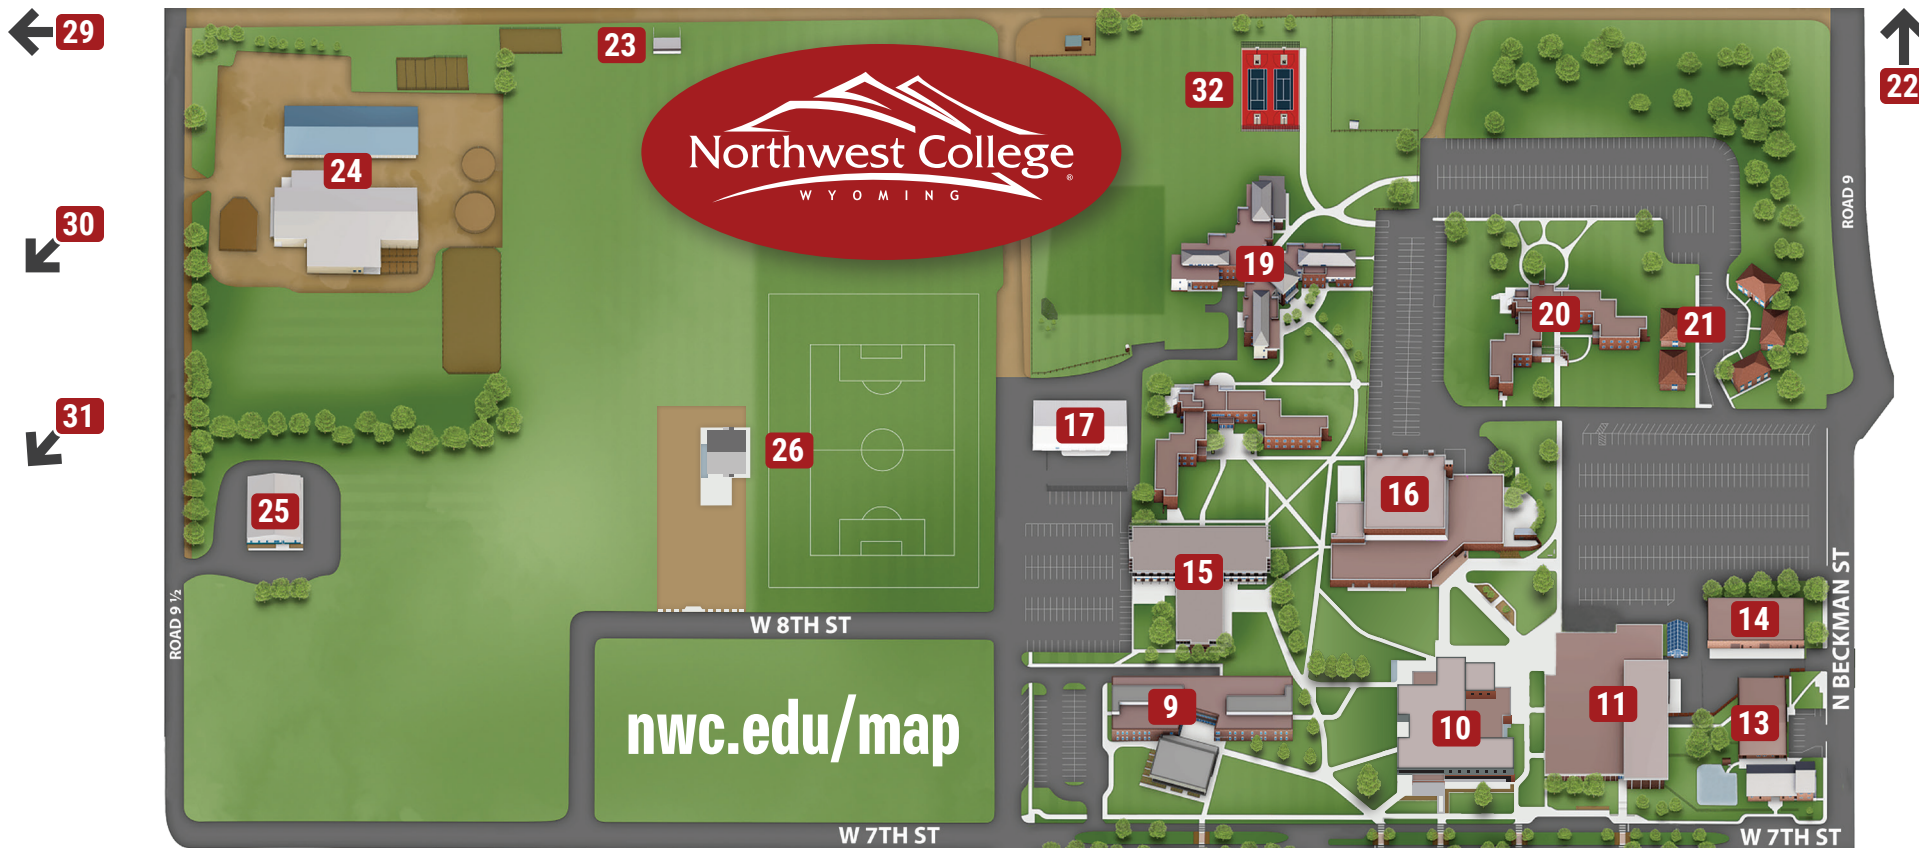 29
23
22
32
Northwest College
®
WYOMING
24
30
ROAD 9
19
20
21
31
17
26
16
25
15
ROAD 9 ½
W 8TH ST
14
N BECKMAN ST
9
11
10
13
nwc.edu/map
W 7TH ST
W 7TH ST